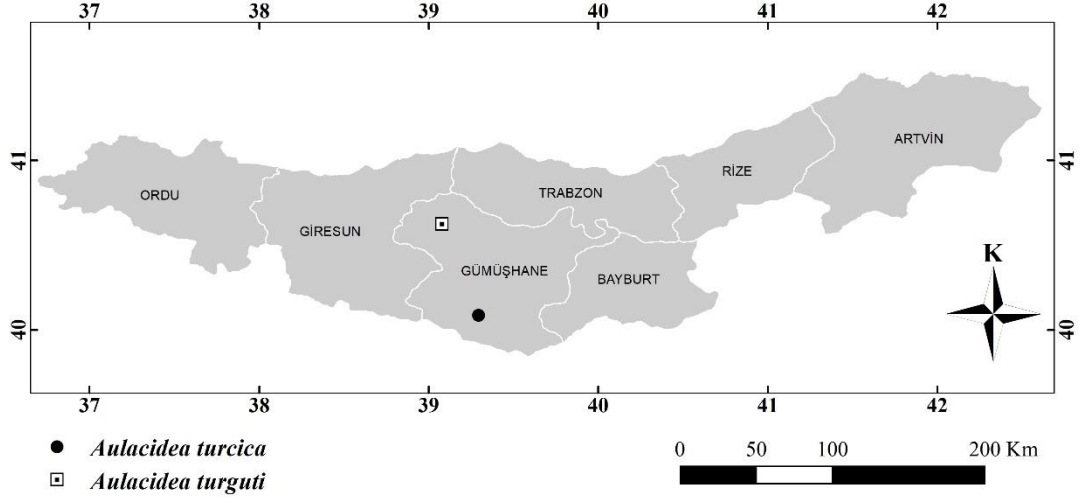 37 38 39 40 41 42
41 41
ARTVİN
RİZE
ORDU
TRABZON
GİRESUN
GÜMÜŞHANE
BAYBURT
K
40 40
37 38 39 40 41 42
Aulacidea turcica
Aulacidea turguti
0 50 100 200 Km